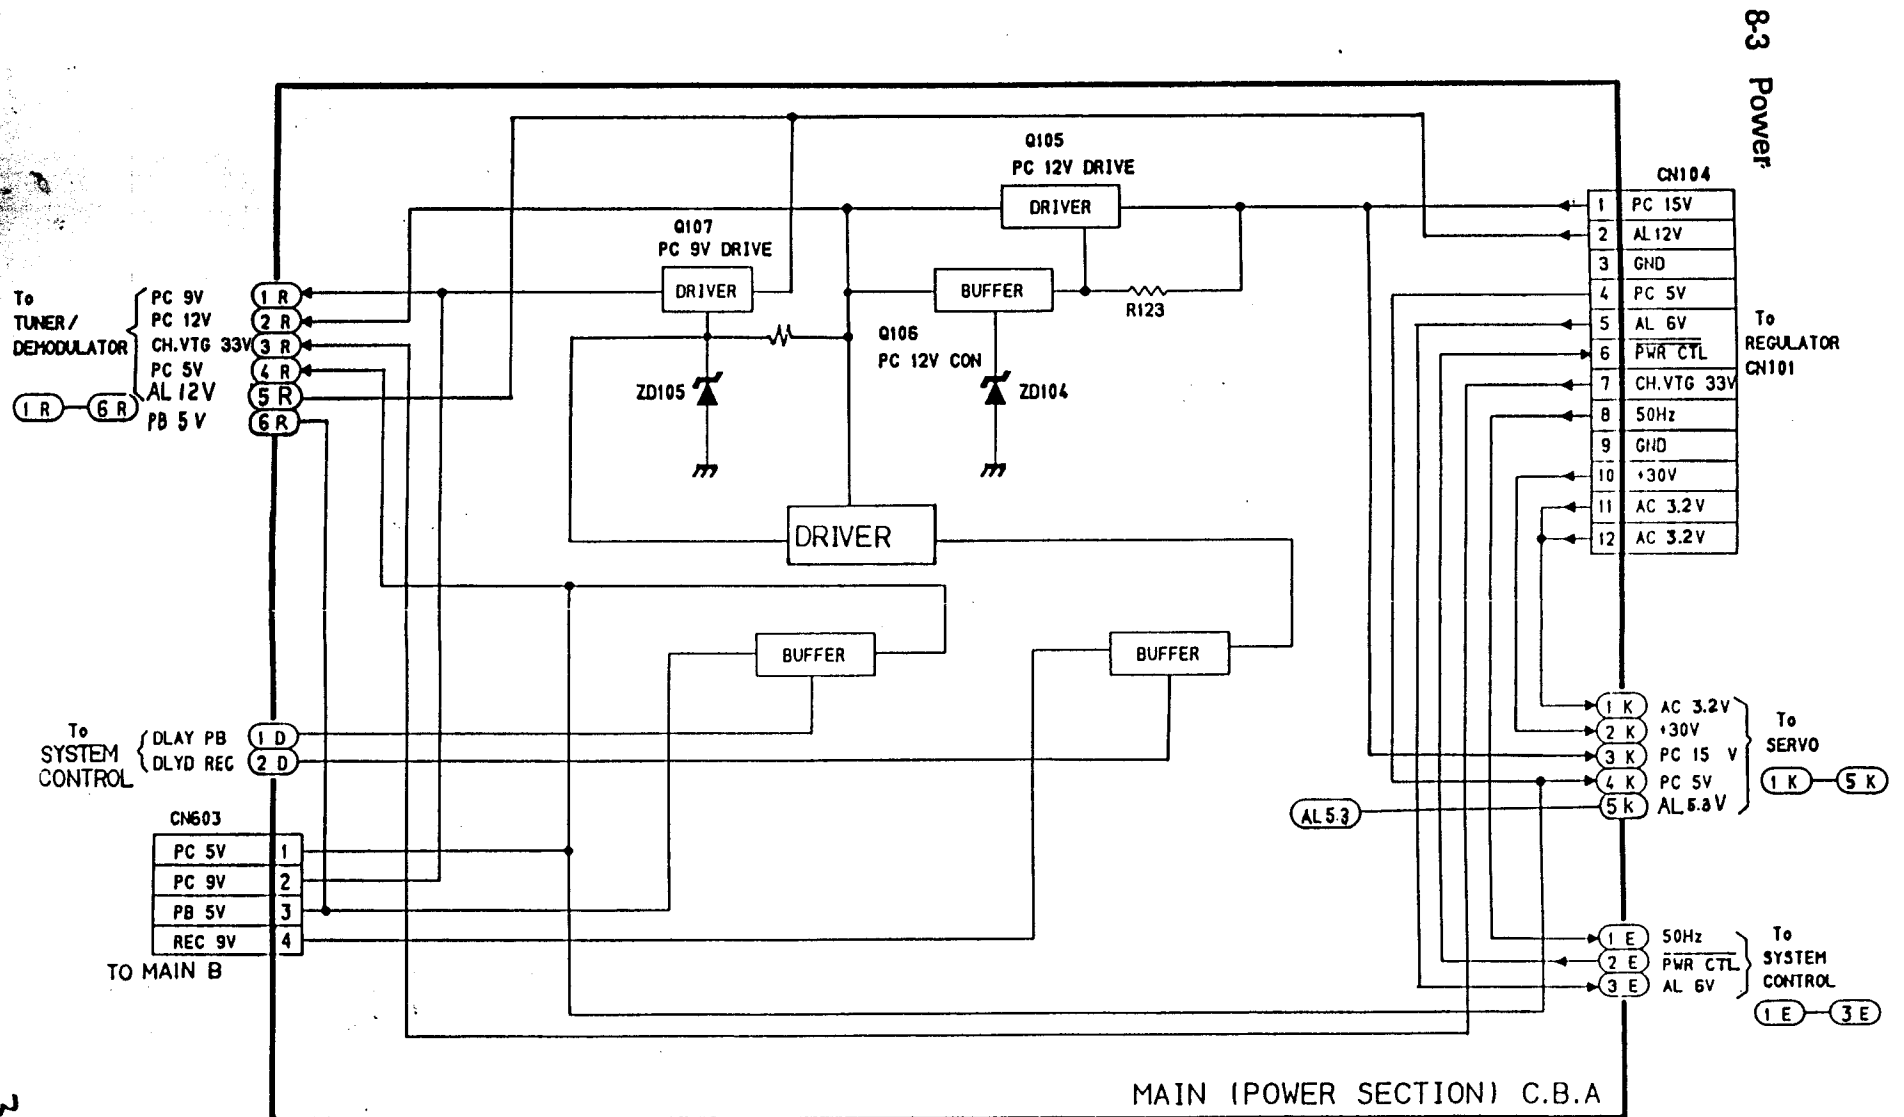 8-3 Power
Q105
PC 12V DRIVE
DRIVER
Q107
PC 9V DRIVE
DRIVER
BUFFER
R123
Q106
PC 12V CON
ZD105
ZD104
DRIVER
BUFFER
BUFFER
To
TUNER/
DEMODULATOR
PC 9V 1 R
PC 12V 2 R
CH.VTG 33V 3 R
PC 5V 4 R
AL 12V 5 R
PB 5 V 6 R
1 R 6 R
To
SYSTEM
CONTROL
DLAY PB 1 D
DLYD REC 2 D
CN603
PC 5V 1
PC 9V 2
PB 5V 3
REC 9V 4
TO MAIN B
CN104
1 PC 15V
2 AL12V
3 GND
4 PC 5V
5 AL 6V
6 PWR CTL
7 CH.VTG 33V
8 50Hz
9 GND
10 +30V
11 AC 3.2V
12 AC 3.2V
To
REGULATOR
CN101
1 K AC 3.2V
2 K +30V
3 K PC 15 V
4 K PC 5V
5 K AL 5.3V
To
SERVO
1 K 5 K
AL 5.3
1 E 50Hz
2 E PWR CTL
3 E AL 6V
To
SYSTEM
CONTROL
1 E 3 E
MAIN (POWER SECTION) C.B.A